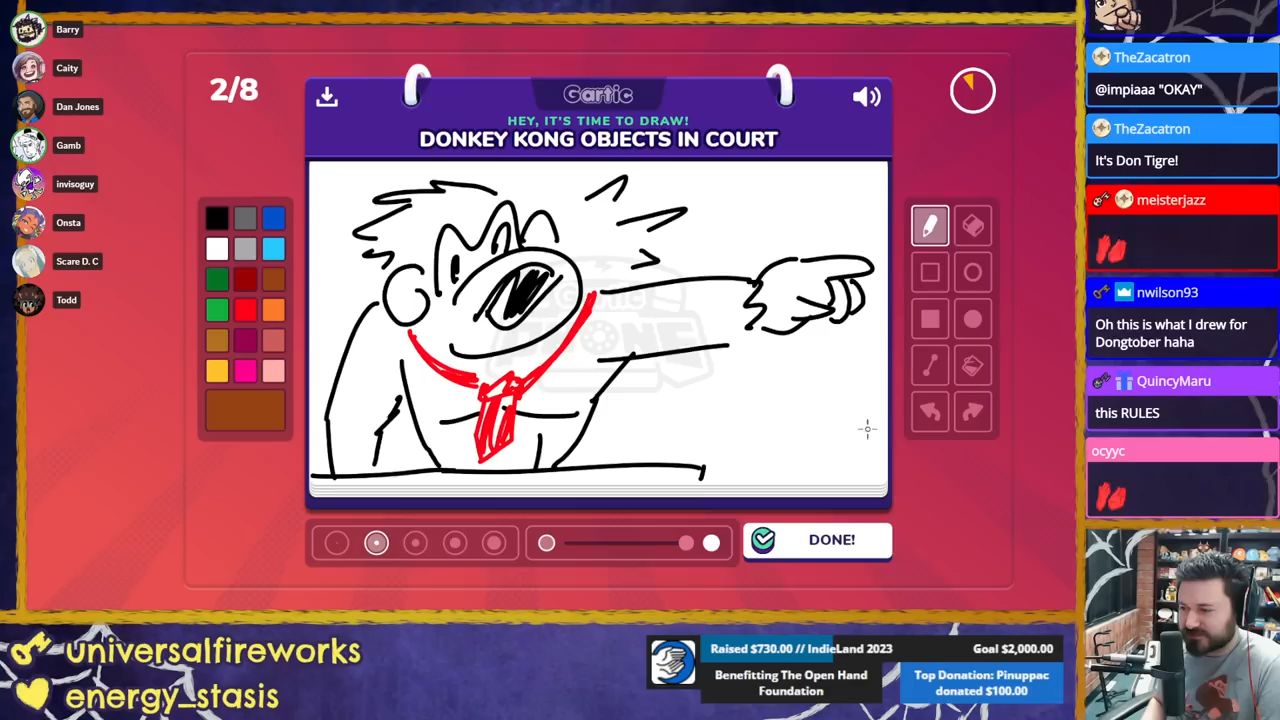 Barry
Caity
Dan Jones
Gamb
invisoguy
Onsta
Scare D. C
Todd
2/8
Gartic
HEY, IT'S TIME TO DRAW!
DONKEY KONG OBJECTS IN COURT
Gartic
PHONE
DONE!
TheZacatron
@impiaaa "OKAY"
TheZacatron
It's Don Tigre!
meisterjazz
nwilson93
Oh this is what I drew for
Dongtober haha
QuincyMaru
this RULES
ocyyc
universalfireworks
energy_stasis
Raised $730.00 // IndieLand 2023
Goal $2,000.00
Benefitting The Open Hand
Foundation
Top Donation: Pinuppac
donated $100.00